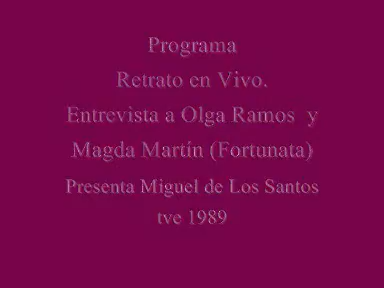 Programa
Retrato en Vivo.
Entrevista a Olga Ramos y
Magda Martín (Fortunata)
Presenta Miguel de Los Santos
tve 1989